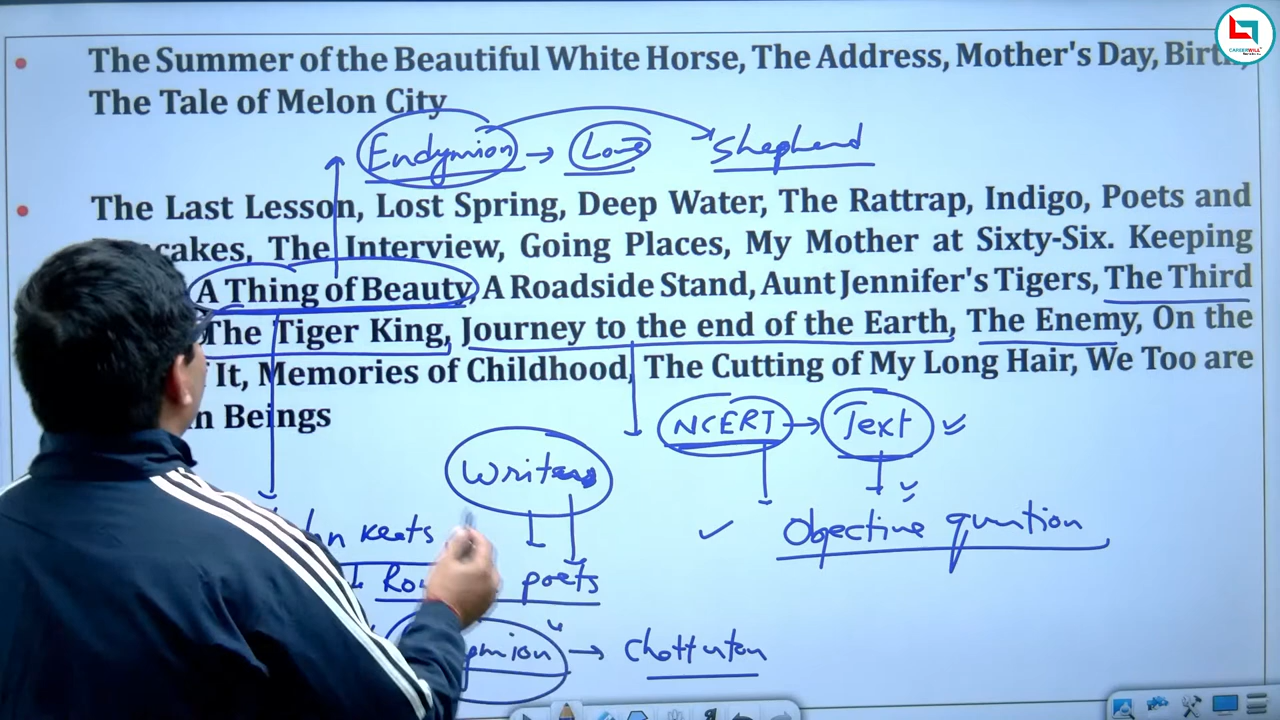 The Summer of the Beautiful White Horse, The Address, Mother's Day, Birth,
The Tale of Melon City
Endymion → Love Shepherd
The Last Lesson, Lost Spring, Deep Water, The Rattrap, Indigo, Poets and
cakes, The Interview, Going Places, My Mother at Sixty-Six. Keeping
A Thing of Beauty, A Roadside Stand, Aunt Jennifer's Tigers, The Third
The Tiger King, Journey to the end of the Earth, The Enemy, On the
It, Memories of Childhood, The Cutting of My Long Hair, We Too are
Beings
NCERT → Text
Writers
Keats
Objective question
poets
→
CAREERWILL